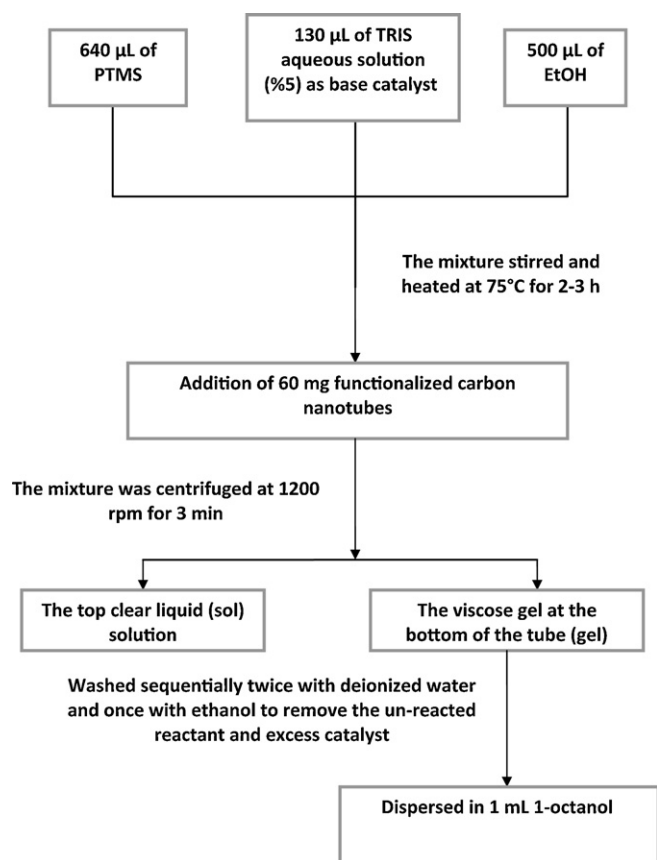 640 µL of
PTMS
130 µL of TRIS
aqueous solution
(%5) as base catalyst
500 µL of
EtOH
The mixture stirred and
heated at 75°C for 2-3 h
Addition of 60 mg functionalized carbon
nanotubes
The mixture was centrifuged at 1200
rpm for 3 min
The top clear liquid (sol)
solution
The viscose gel at the
bottom of the tube (gel)
Washed sequentially twice with deionized water
and once with ethanol to remove the un-reacted
reactant and excess catalyst
Dispersed in 1 mL 1-octanol